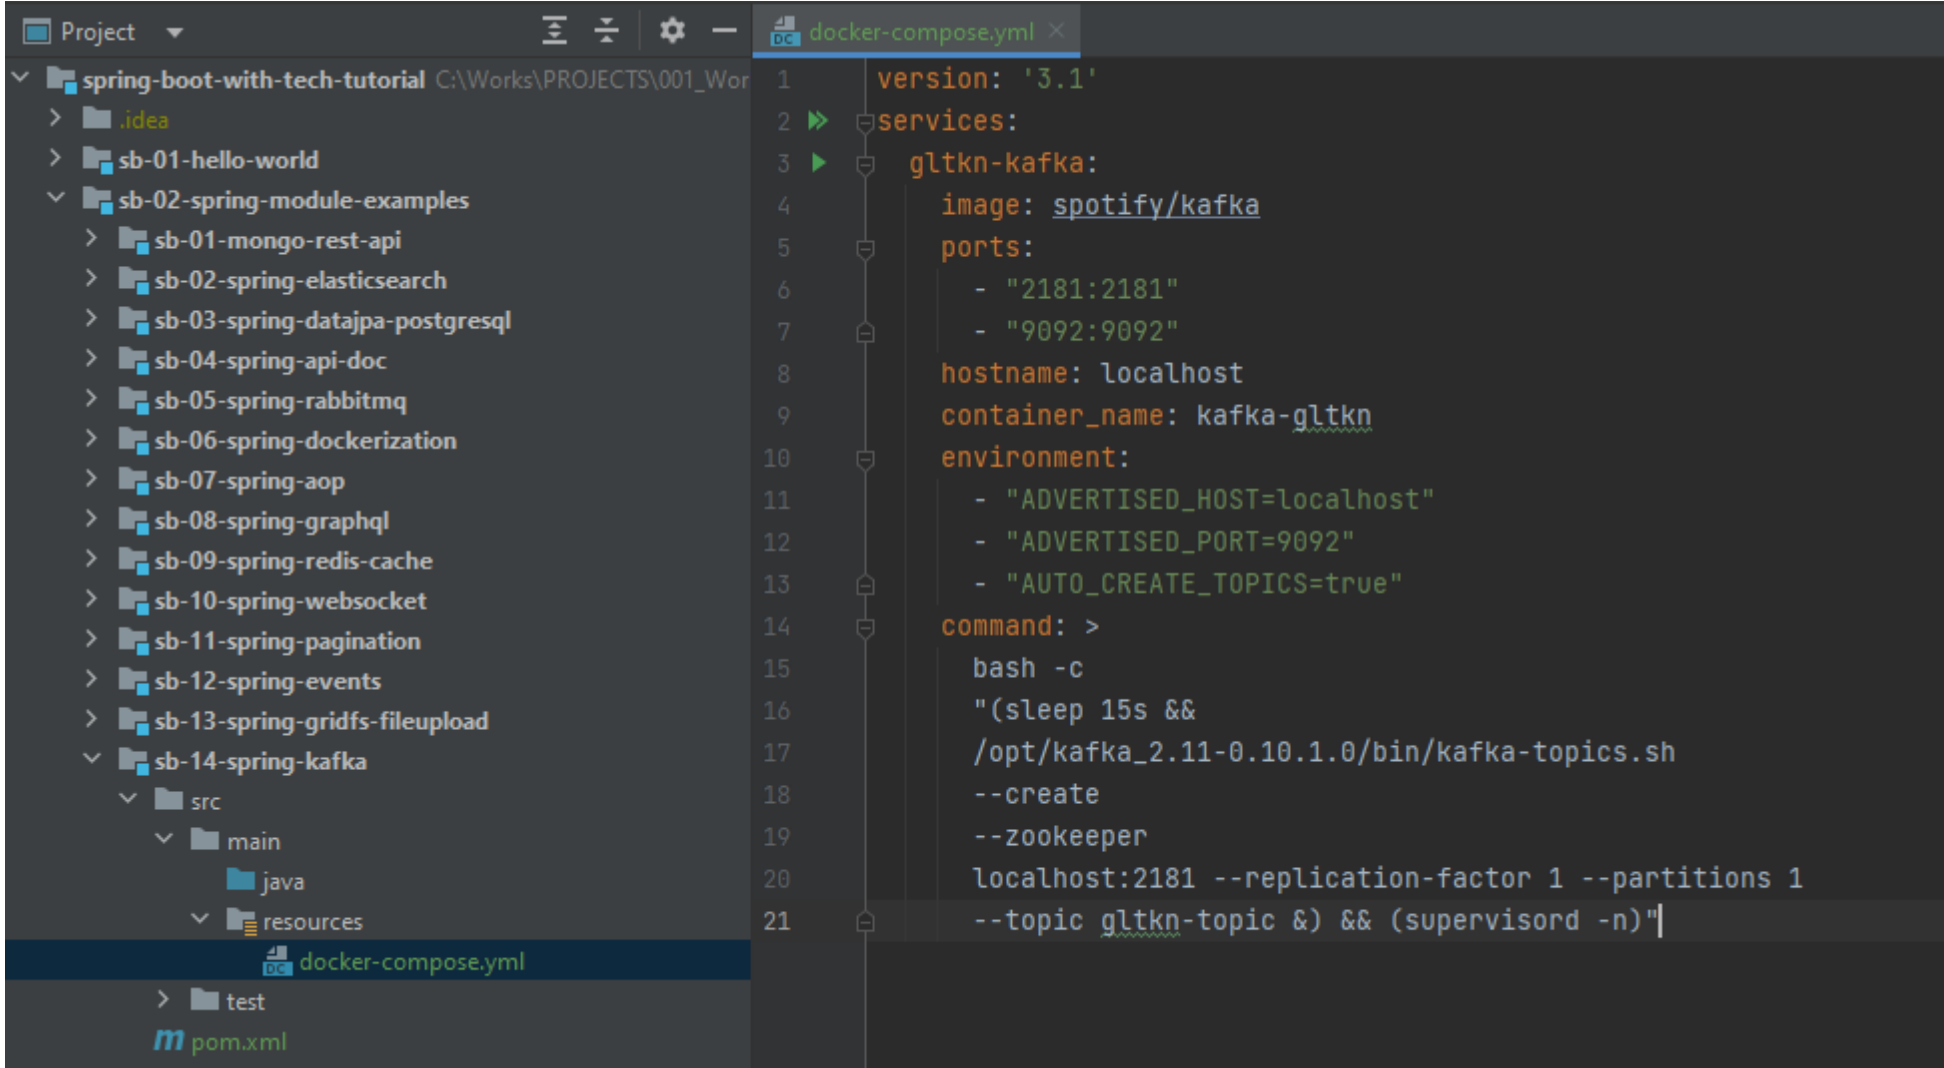 Project
spring-boot-with-tech-tutorial C:\Works\PROJECTS\001_Wor
.idea
sb-01-hello-world
sb-02-spring-module-examples
sb-01-mongo-rest-api
sb-02-spring-elasticsearch
sb-03-spring-datajpa-postgresql
sb-04-spring-api-doc
sb-05-spring-rabbitmq
sb-06-spring-dockerization
sb-07-spring-aop
sb-08-spring-graphql
sb-09-spring-redis-cache
sb-10-spring-websocket
sb-11-spring-pagination
sb-12-spring-events
sb-13-spring-gridfs-fileupload
sb-14-spring-kafka
src
main
java
resources
DC docker-compose.yml
test
m pom.xml
DC docker-compose.yml
1 version: '3.1'
2 services:
3 gltkn-kafka:
4 image: spotify/kafka
5 ports:
6 - "2181:2181"
7 - "9092:9092"
8 hostname: localhost
9 container_name: kafka-gltkn
10 environment:
11 - "ADVERTISED_HOST=localhost"
12 - "ADVERTISED_PORT=9092"
13 - "AUTO_CREATE_TOPICS=true"
14 command: >
15 bash -c
16 "(sleep 15s &&
17 /opt/kafka_2.11-0.10.1.0/bin/kafka-topics.sh
18 --create
19 --zookeeper
20 localhost:2181 --replication-factor 1 --partitions 1
21 --topic gltkn-topic &) && (supervisord -n)"